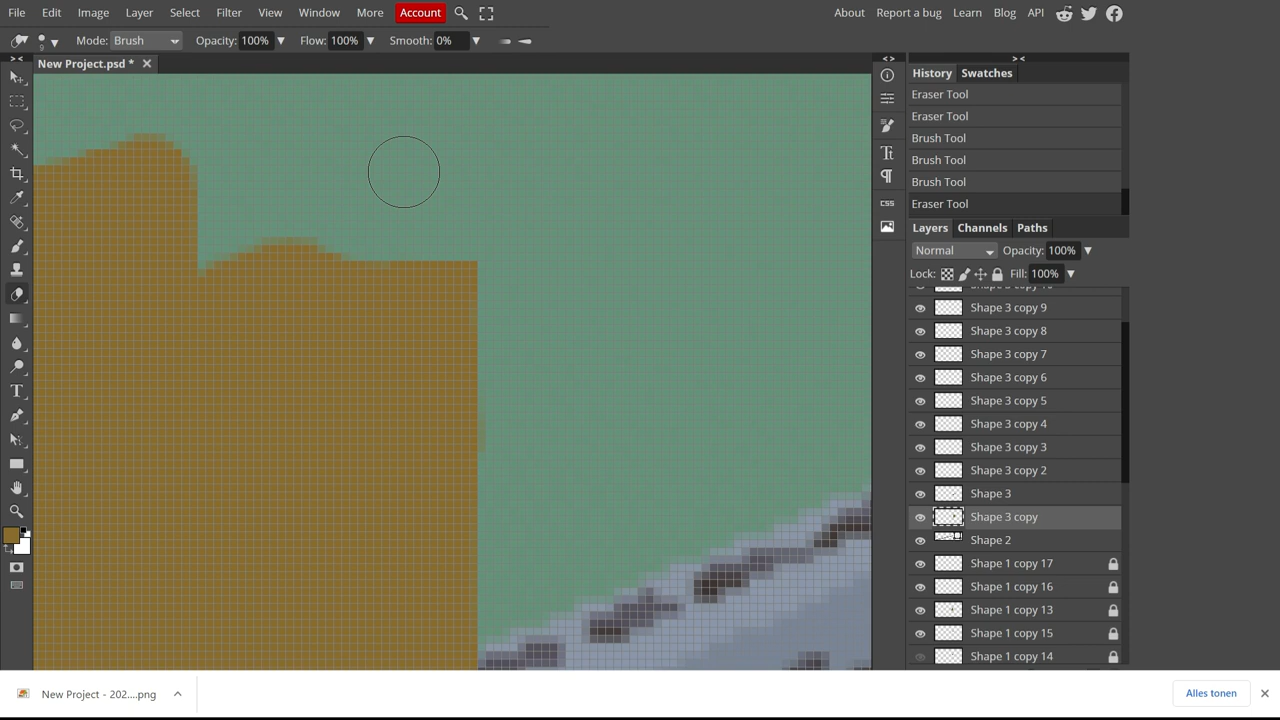 File Edit Image Layer Select Filter View Window More Account About Report a bug Learn Blog API
9 Mode: Brush Opacity: 100% Flow: 100% Smooth: 0%
New Project.psd *
History Swatches
Eraser Tool
Eraser Tool
Brush Tool
Brush Tool
Brush Tool
Eraser Tool
CSS
Layers Channels Paths
Normal Opacity: 100%
Lock: Fill: 100%
Shape 3 copy 9
Shape 3 copy 8
Shape 3 copy 7
Shape 3 copy 6
Shape 3 copy 5
Shape 3 copy 4
Shape 3 copy 3
Shape 3 copy 2
Shape 3
Shape 3 copy
Shape 2
Shape 1 copy 17
Shape 1 copy 16
Shape 1 copy 13
Shape 1 copy 15
Shape 1 copy 14
New Project - 202....png
Alles tonen